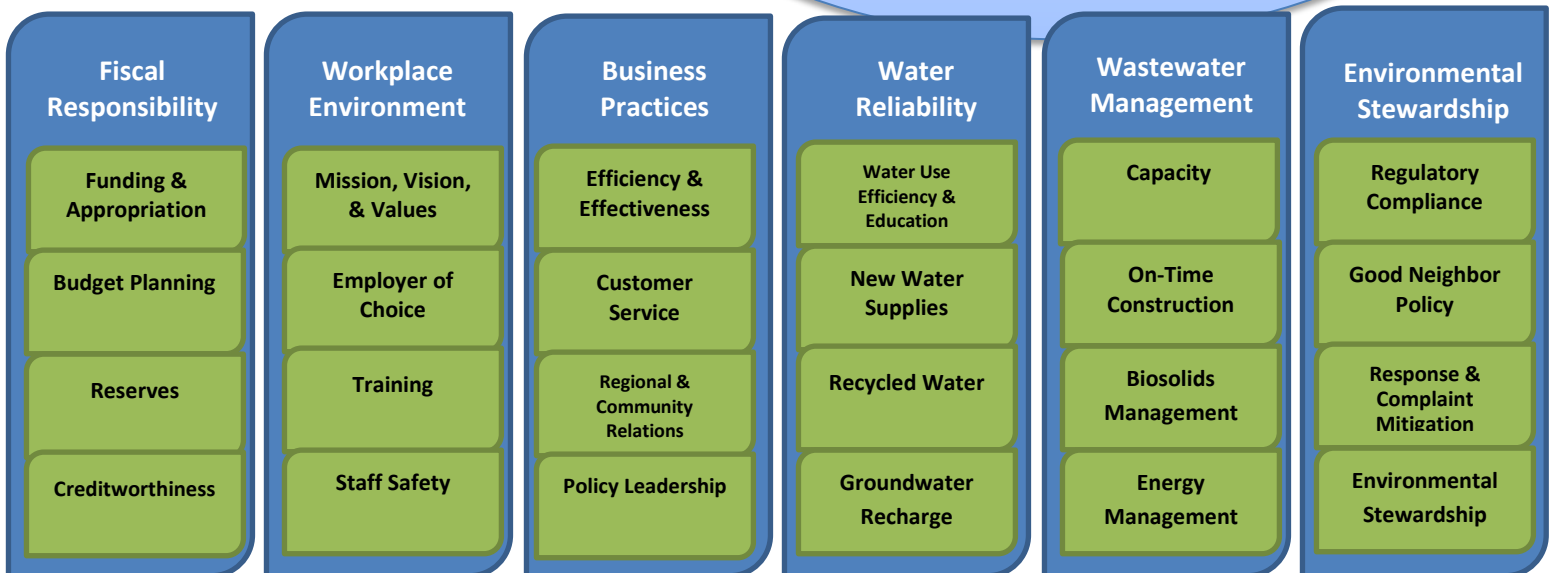 Fiscal
Responsibility
Funding &
Appropriation
Budget Planning
Reserves
Creditworthiness
Workplace
Environment
Mission, Vision,
& Values
Employer of
Choice
Training
Staff Safety
Business
Practices
Efficiency &
Effectiveness
Customer
Service
Regional &
Community
Relations
Policy Leadership
Water
Reliability
Water Use
Efficiency &
Education
New Water
Supplies
Recycled Water
Groundwater
Recharge
Wastewater
Management
Capacity
On-Time
Construction
Biosolids
Management
Energy
Management
Environmental
Stewardship
Regulatory
Compliance
Good Neighbor
Policy
Response &
Complaint
Mitigation
Environmental
Stewardship